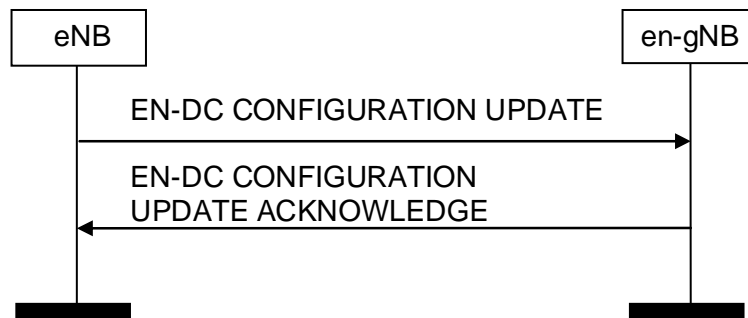 eNB
en-gNB
EN-DC CONFIGURATION UPDATE
EN-DC CONFIGURATION
UPDATE ACKNOWLEDGE